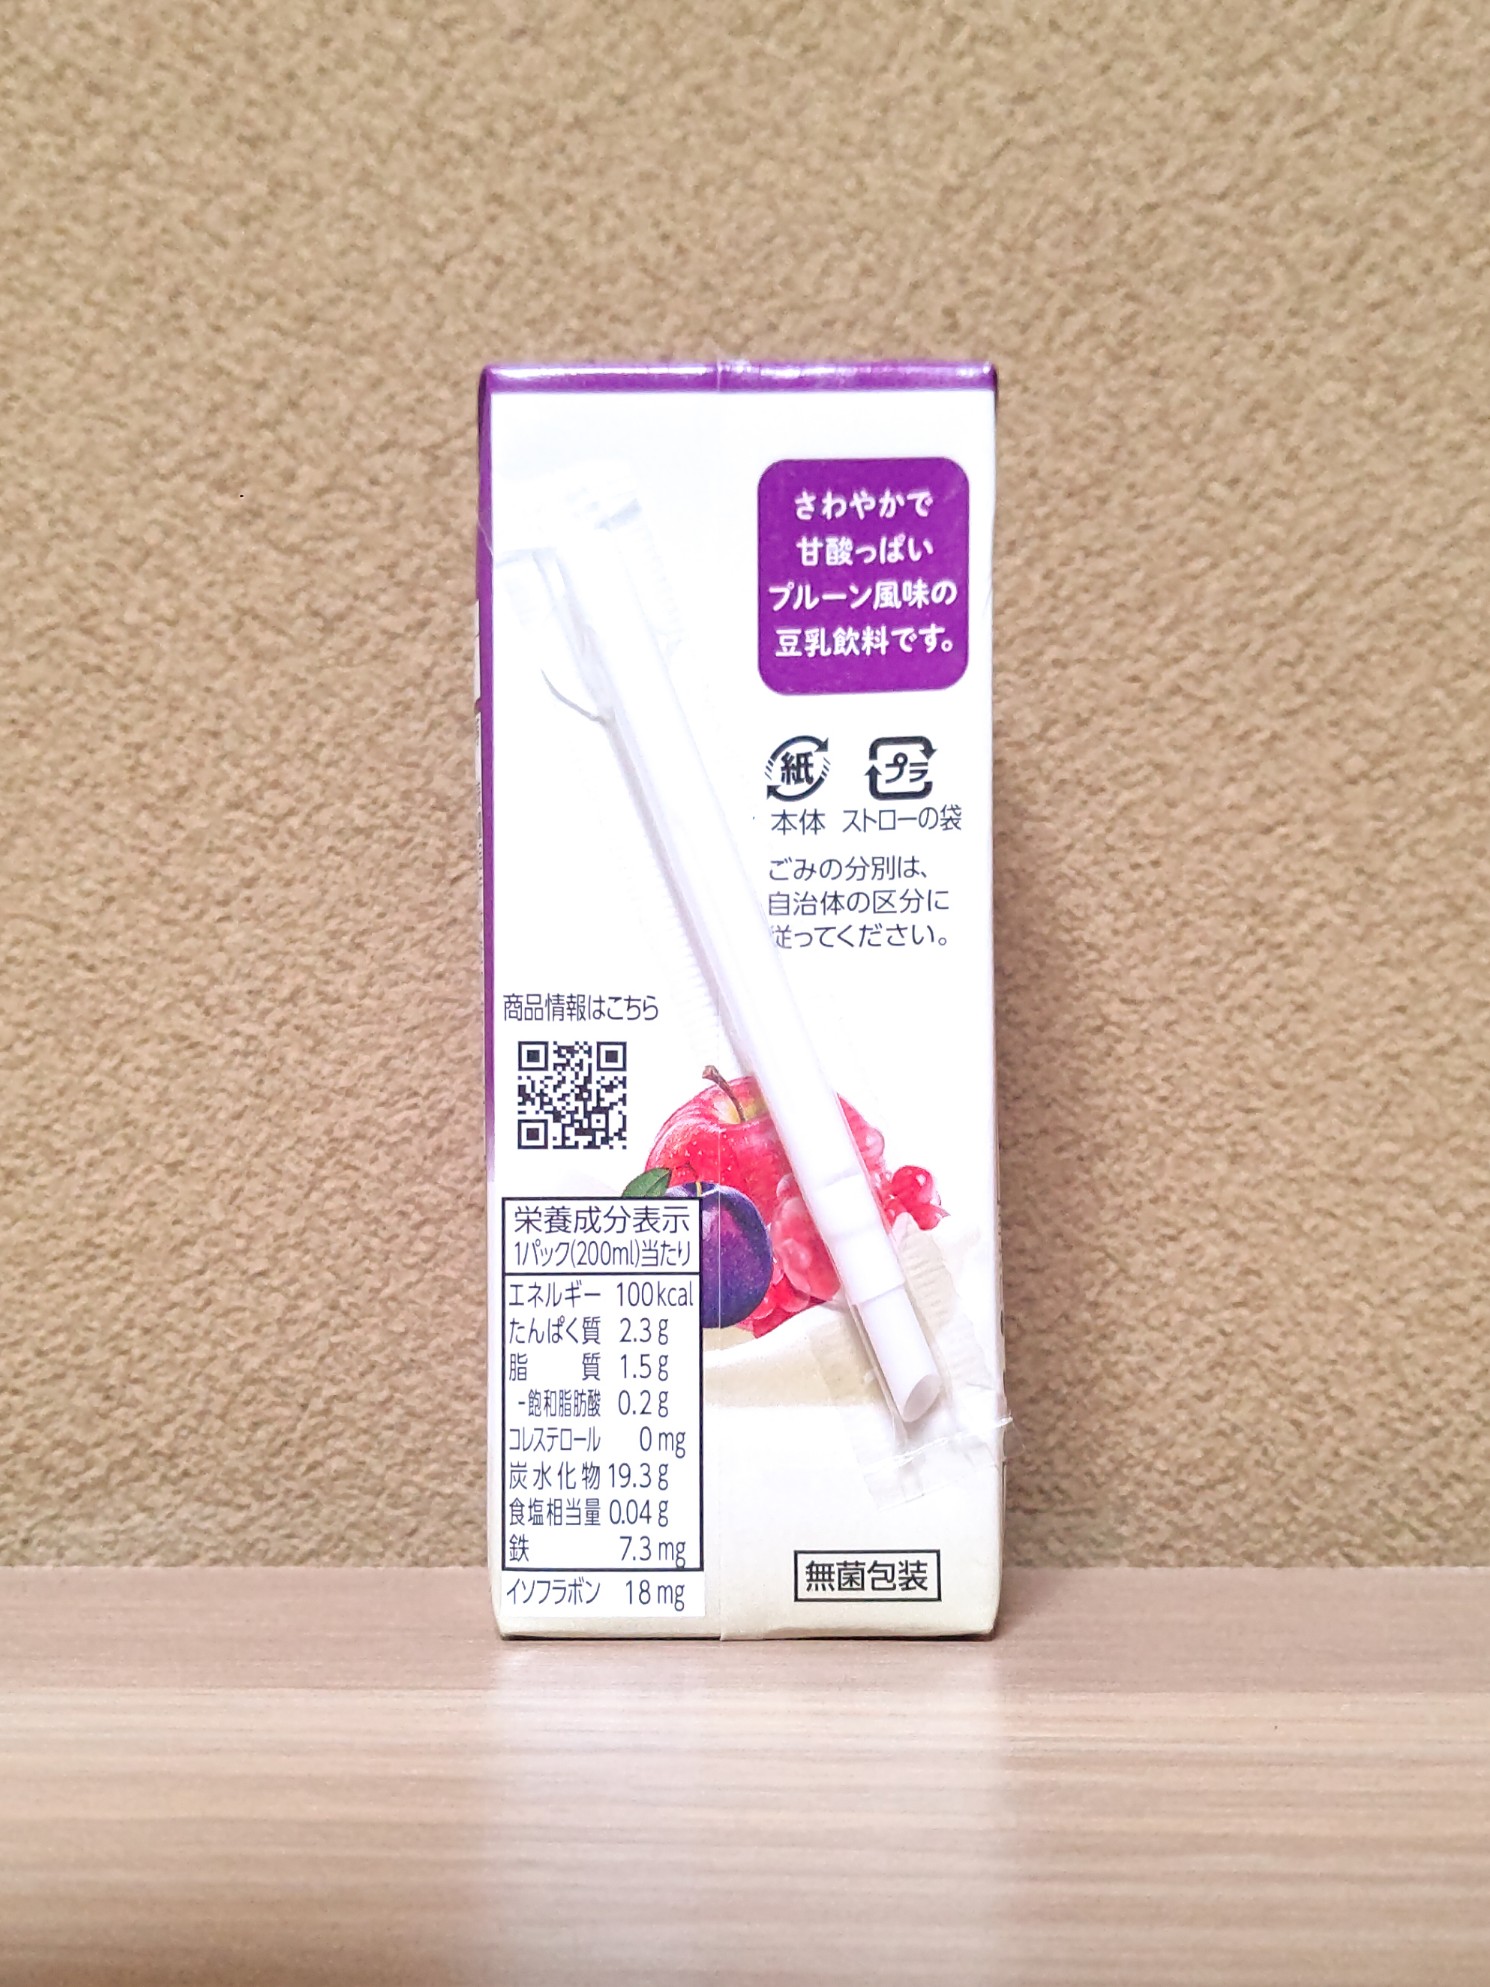 さわやかで
甘酸っぱい
プルーン風味の
豆乳飲料です。
紙 プラ
本体 ストローの袋
ごみの分別は、
自治体の区分に
従ってください。
商品情報はこちら
栄養成分表示
1パック(200ml)当たり
エネルギー 100kcal
たんぱく質 2.3g
脂質 1.5g
-飽和脂肪酸 0.2g
コレステロール 0mg
炭水化物 19.3g
食塩相当量 0.04g
鉄 7.3mg
イソフラボン 18mg
無菌包装